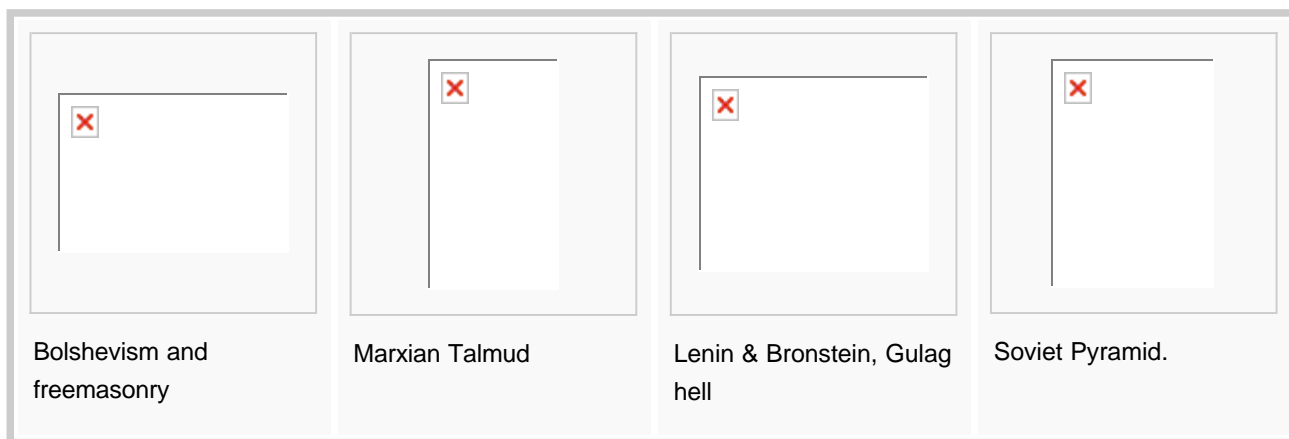 Bolshevism and
freemasonry
Marxian Talmud
Lenin & Bronstein, Gulag
hell
Soviet Pyramid.